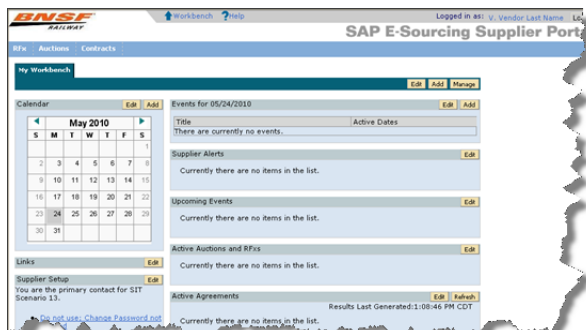 BNSF
RAILWAY
Workbench ?Help
Logged in as: V. Vendor Last Name
SAP E-Sourcing Supplier Port
RFx Auctions Contracts
My Workbench
Edit Add Manage
Calendar Edit Add
May 2010
S M T W T F S
1
2 3 4 5 6 7 8
9 10 11 12 13 14 15
16 17 18 19 20 21 22
23 24 25 26 27 28 29
30 31
Links Edit
Supplier Setup Edit
You are the primary contact for SIT
Scenario 13.
Do not use: Change Password not
Events for 05/24/2010 Edit Add
Title Active Dates
There are currently no events.
Supplier Alerts Edit
Currently there are no items in the list.
Upcoming Events Edit
Currently there are no items in the list.
Active Auctions and RFxs Edit
Currently there are no items in the list.
Active Agreements Edit Refresh
Results Last Generated:1:08:46 PM CDT
Currently there are no items in the list.